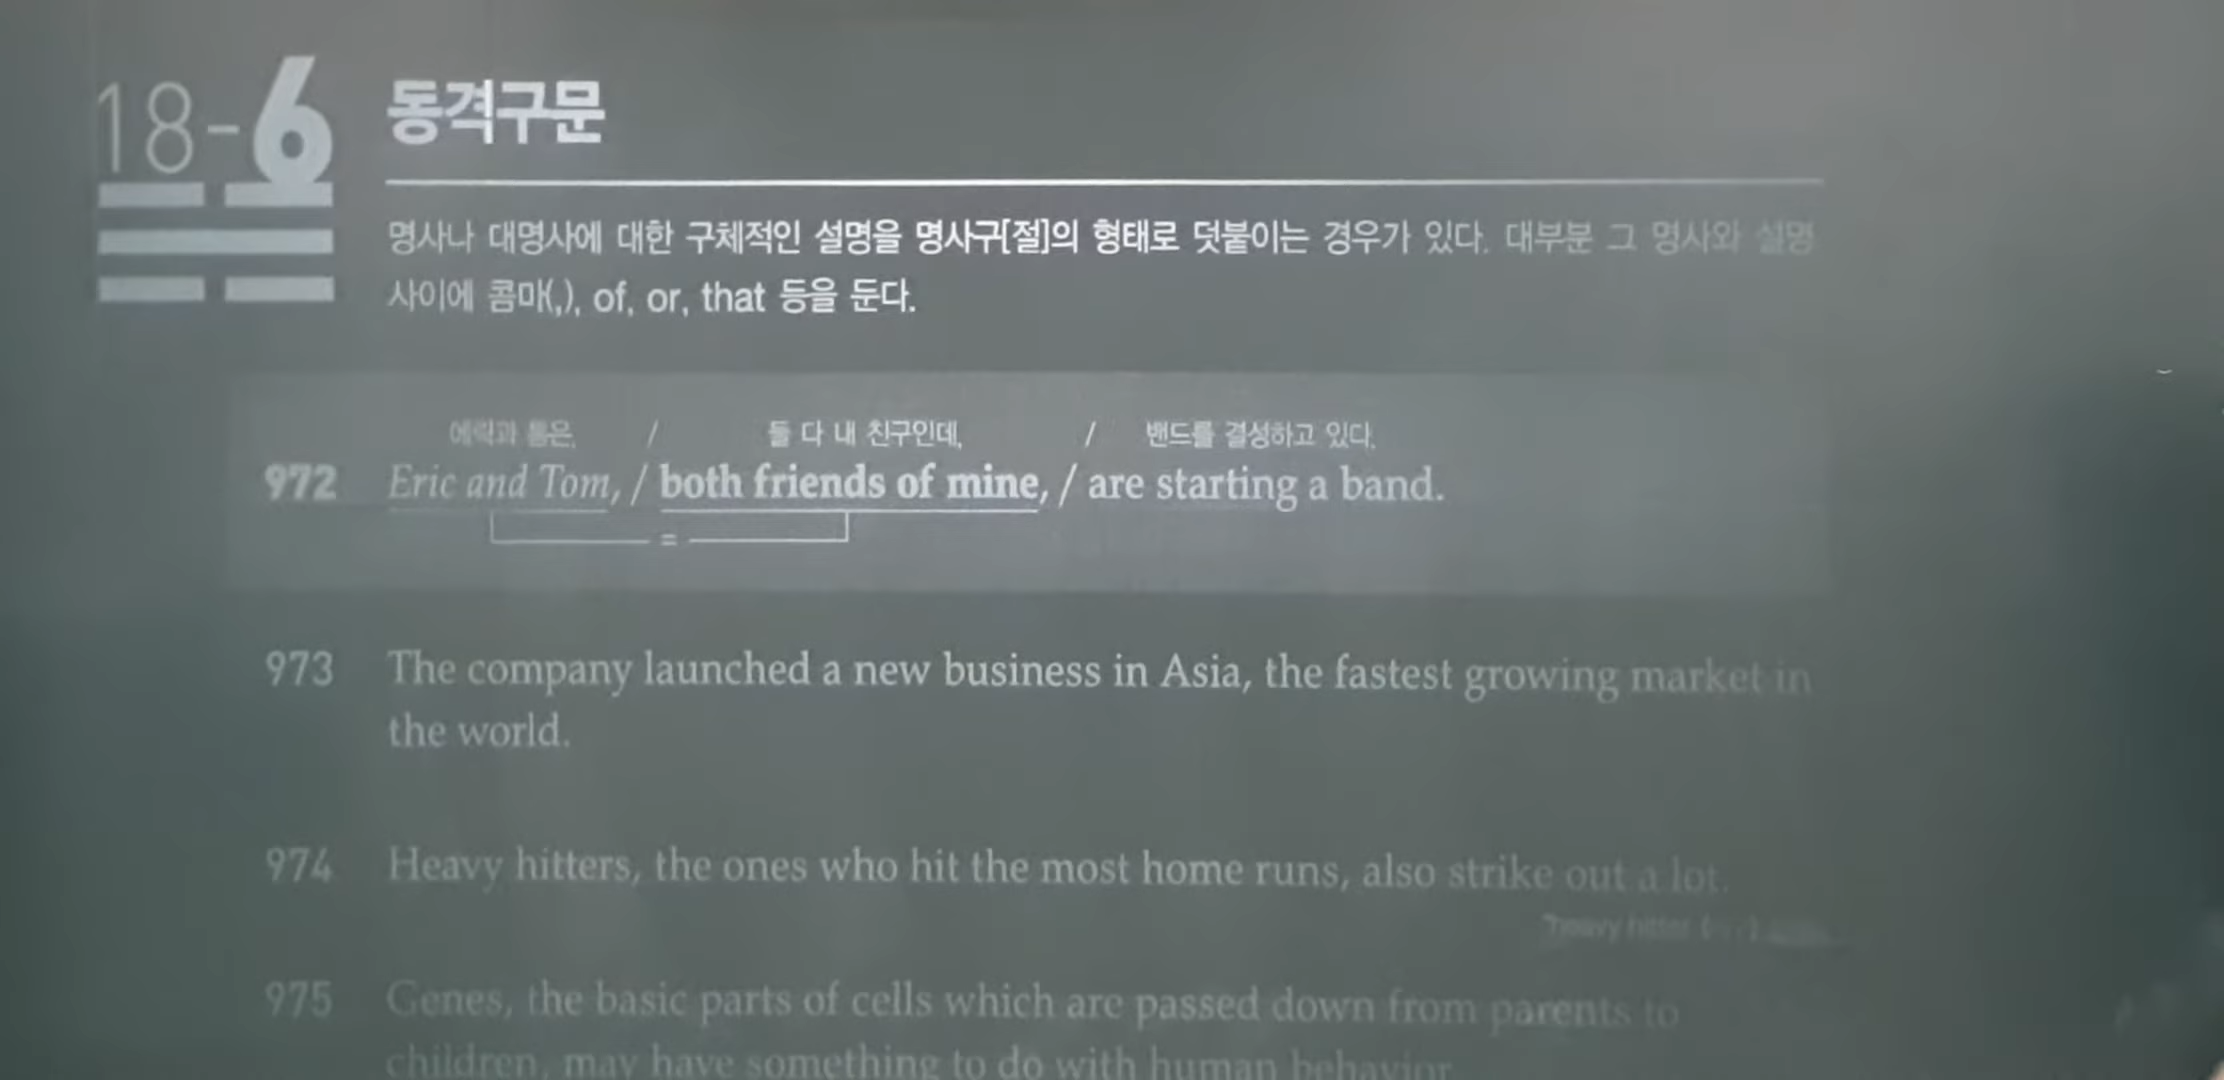 18-6 동격구문
명사나 대명사에 대한 구체적인 설명을 명사구[절]의 형태로 덧붙이는 경우가 있다. 대부분 그 명사와 설명
사이에 콤마(,), of, or, that 등을 둔다.
에릭과 톰은, / 둘 다 내 친구인데, / 밴드를 결성하고 있다.
972 Eric and Tom, / both friends of mine, / are starting a band.
=
973 The company launched a new business in Asia, the fastest growing market in
the world.
974 Heavy hitters, the ones who hit the most home runs, also strike out a lot.
heavy hitter
975 Genes, the basic parts of cells which are passed down from parents to
children, may have something to do with human behavior